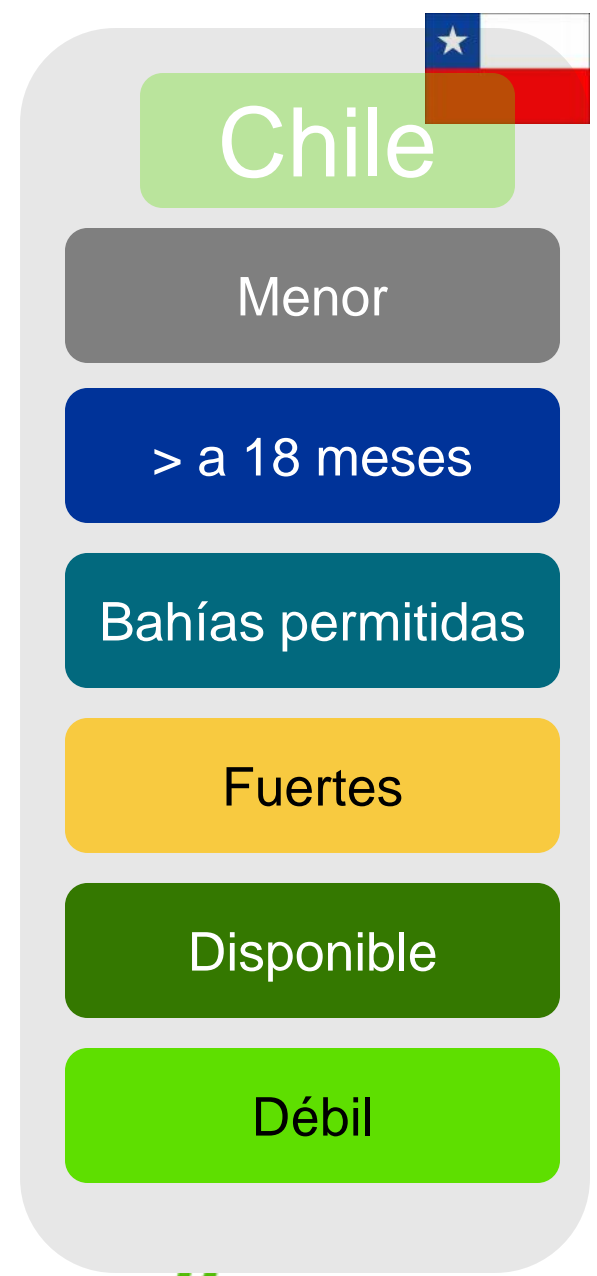 Chile
Menor
> a 18 meses
Bahías permitidas
Fuertes
Disponible
Débil